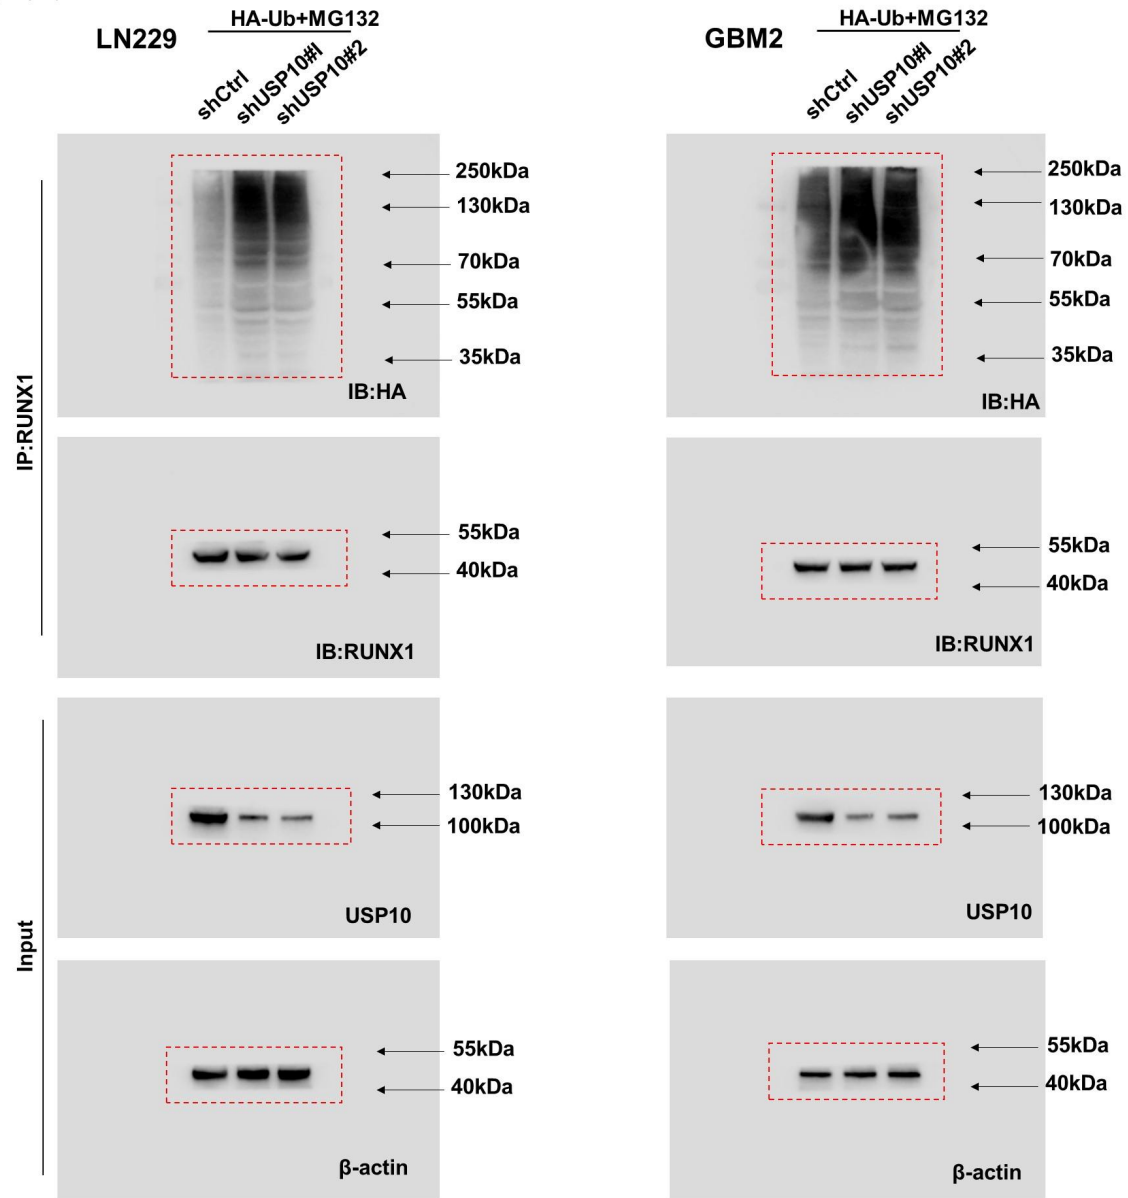 HA-Ub+MG132
LN229
shCtrl
shUSP10#1
shUSP10#2
250kDa
130kDa
70kDa
55kDa
35kDa
IB:HA
IP:RUNX1
55kDa
40kDa
IB:RUNX1
130kDa
100kDa
USP10
Input
55kDa
40kDa
β-actin
HA-Ub+MG132
GBM2
shCtrl
shUSP10#1
shUSP10#2
250kDa
130kDa
70kDa
55kDa
35kDa
IB:HA
55kDa
40kDa
IB:RUNX1
130kDa
100kDa
USP10
55kDa
40kDa
β-actin